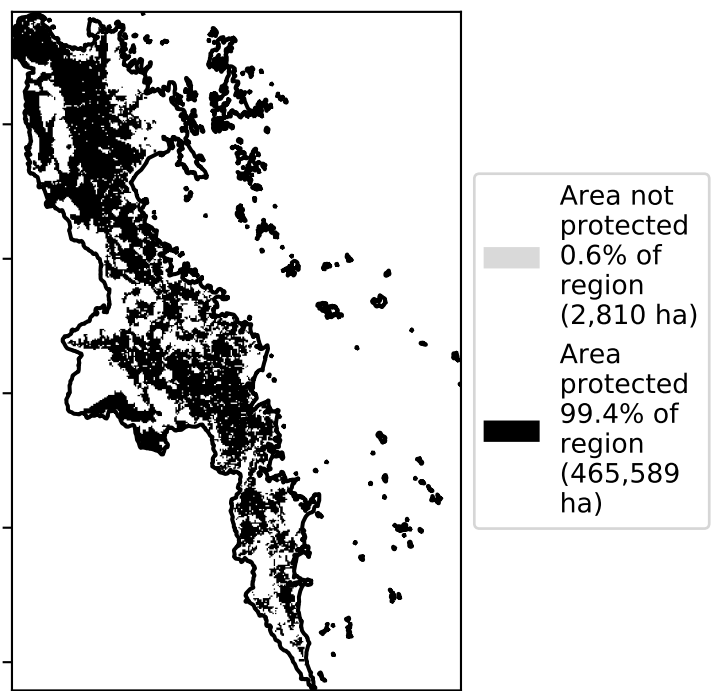 Area not
protected
0.6% of
region
(2,810 ha)
Area
protected
99.4% of
region
(465,589
ha)